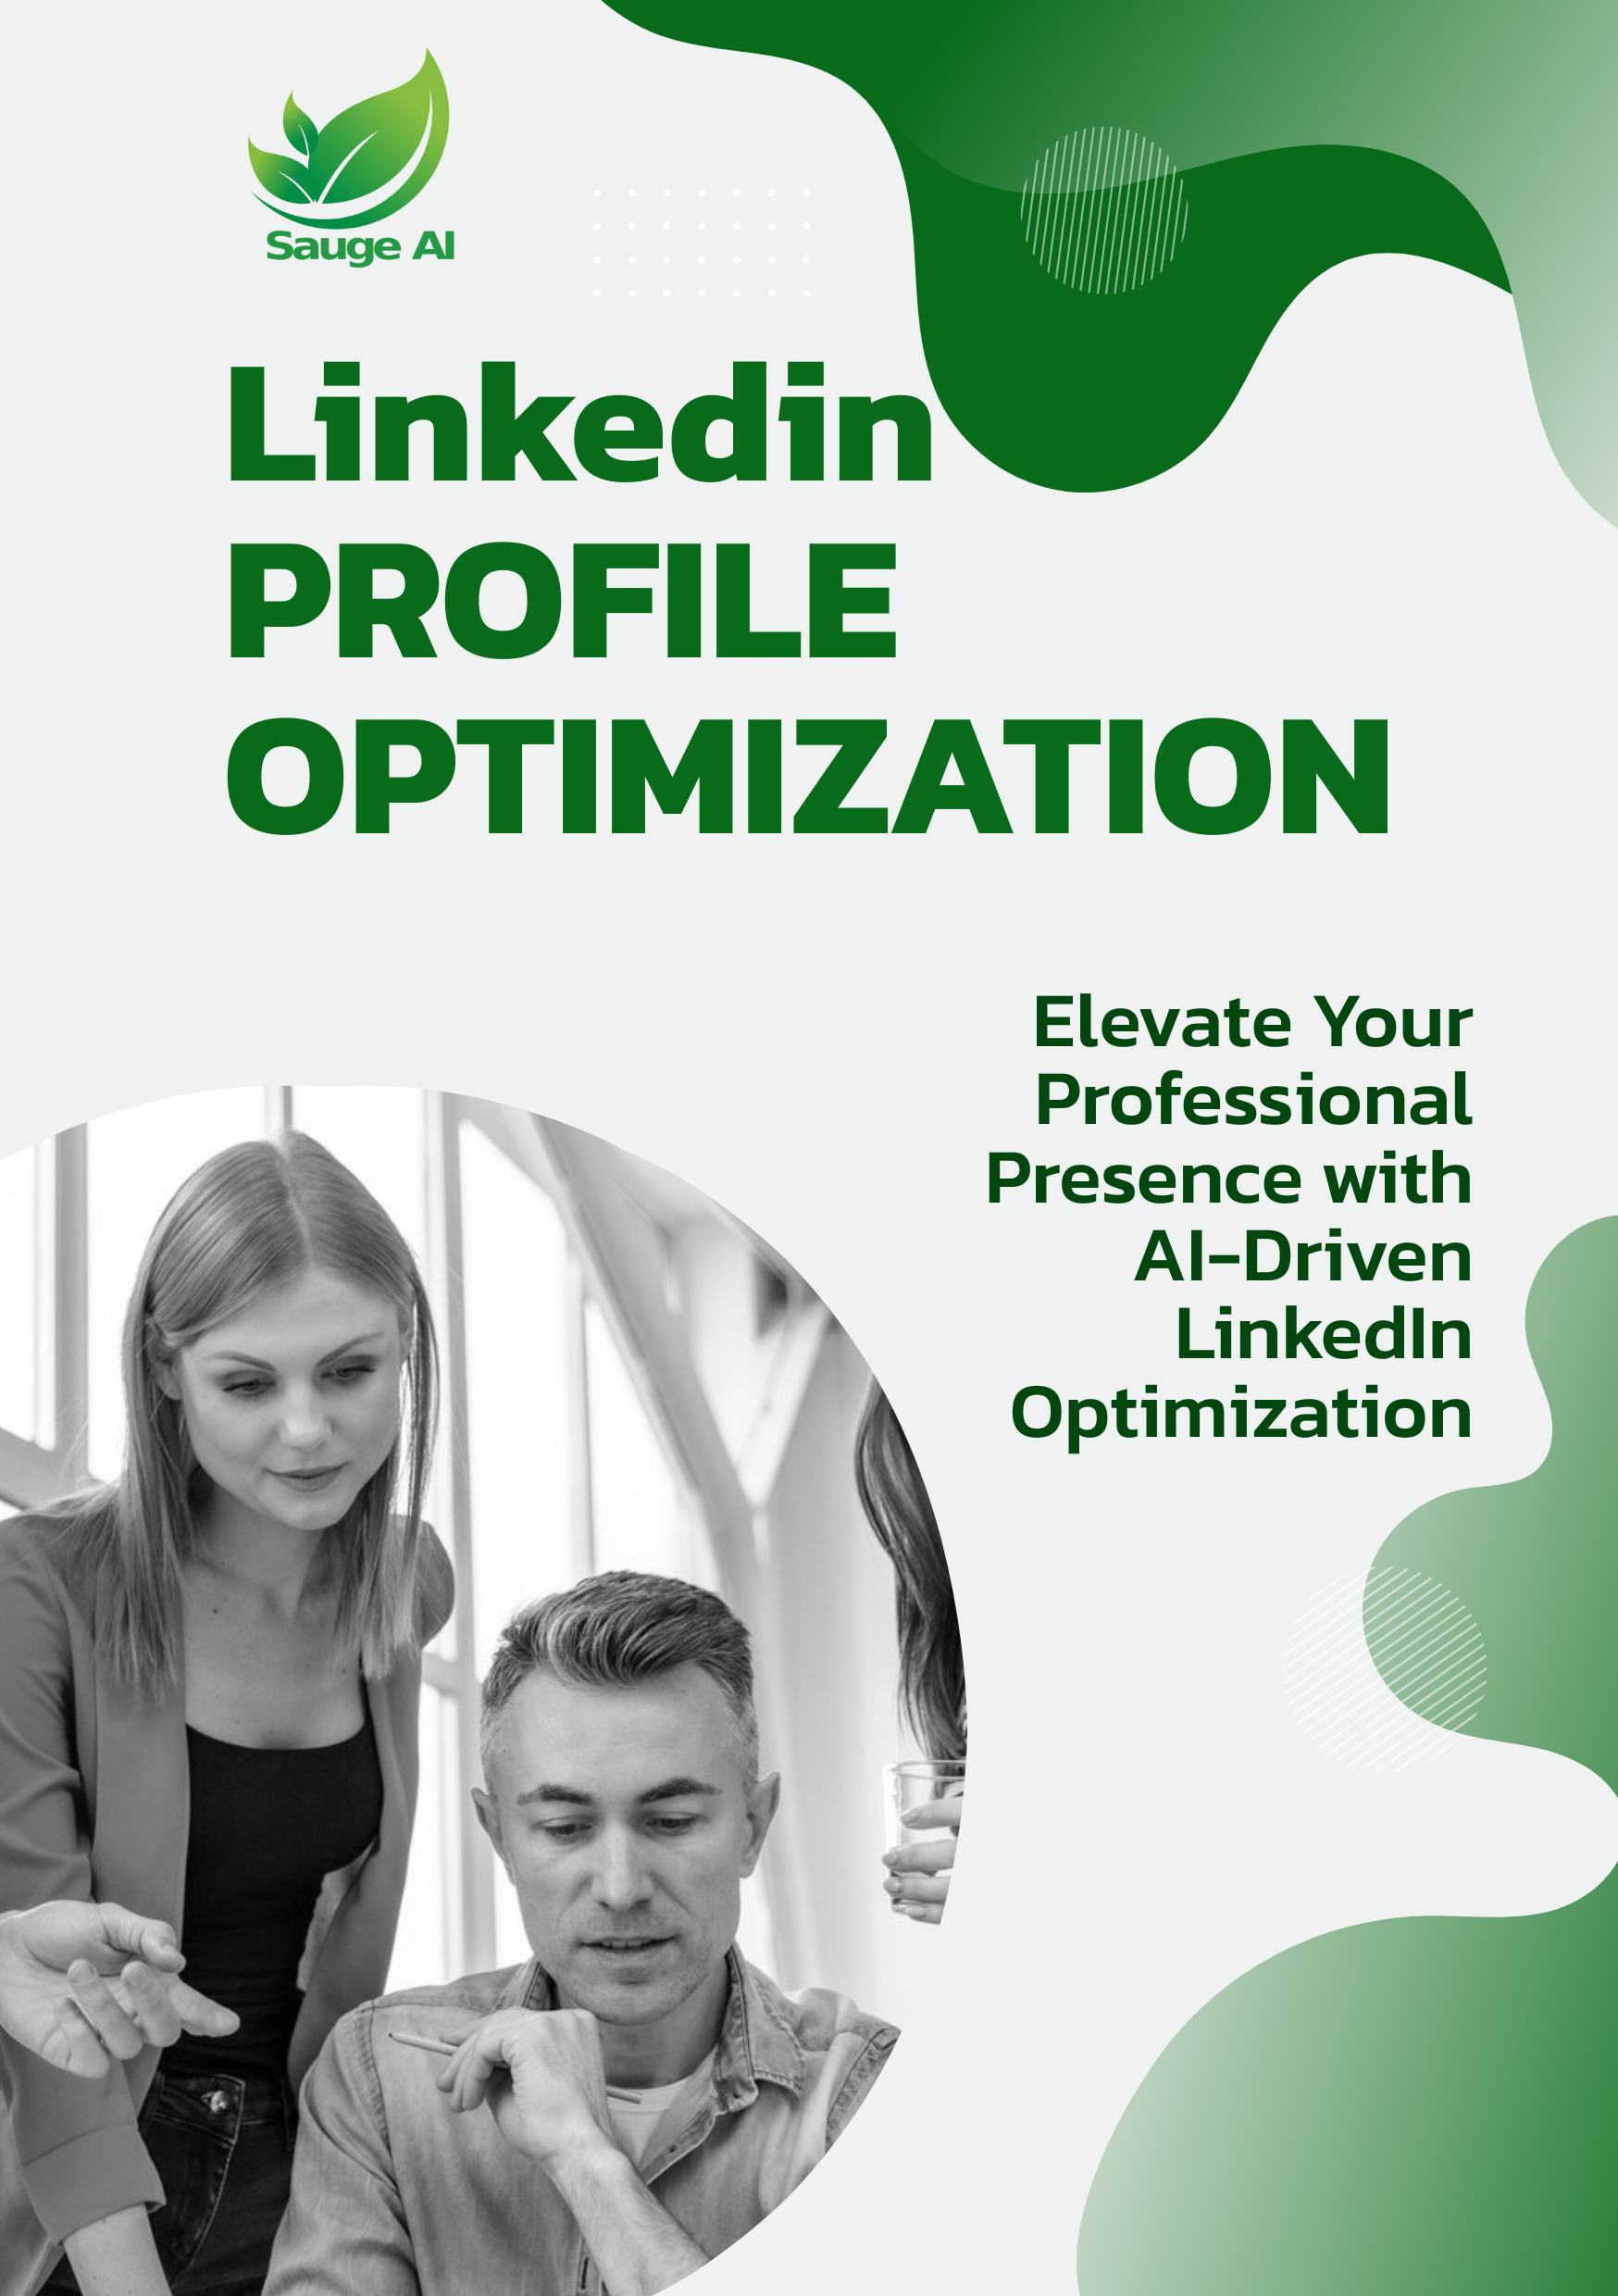 Sauge AI
Linkedin
PROFILE
OPTIMIZATION
Elevate Your
Professional
Presence with
AI-Driven
LinkedIn
Optimization